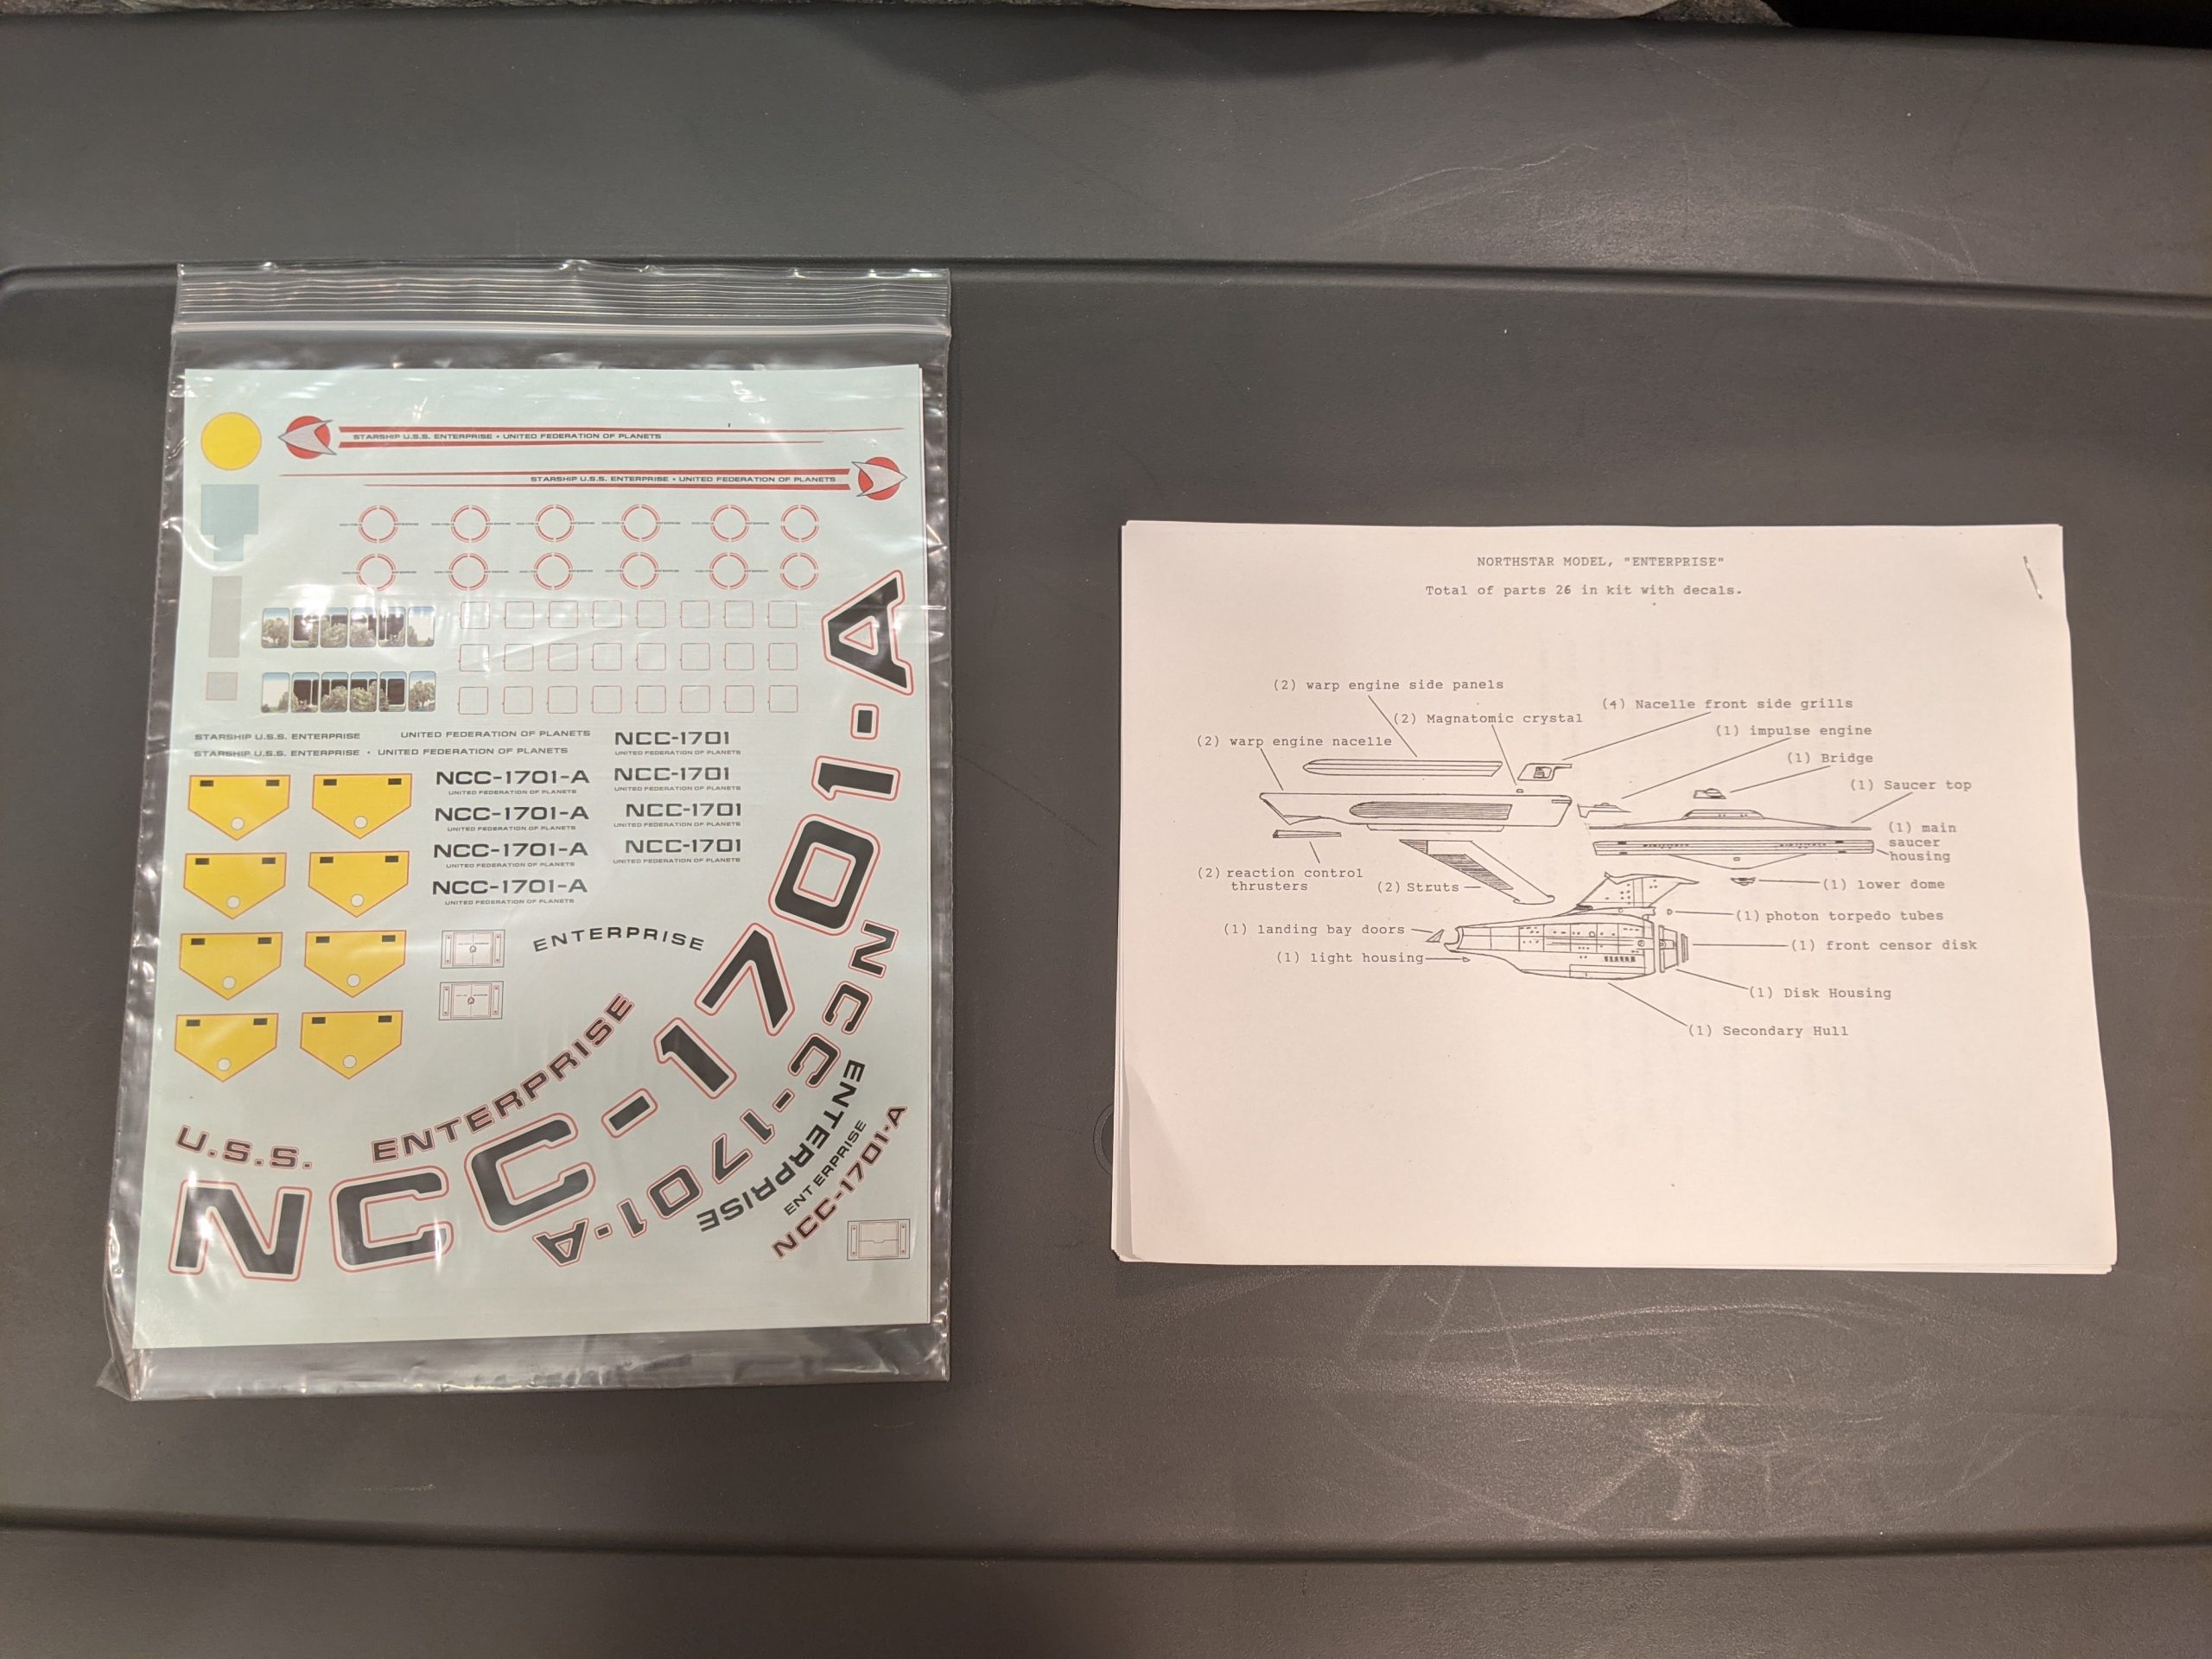 STARSHIP U.S.S. ENTERPRISE • UNITED FEDERATION OF PLANETS
STARSHIP U.S.S. ENTERPRISE • UNITED FEDERATION OF PLANETS
STARSHIP U.S.S. ENTERPRISE
UNITED FEDERATION OF PLANETS
STARSHIP U.S.S. ENTERPRISE • UNITED FEDERATION OF PLANETS
NCC-1701
UNITED FEDERATION OF PLANETS
NCC-1701-A
UNITED FEDERATION OF PLANETS
NCC-1701
UNITED FEDERATION OF PLANETS
NCC-1701-A
UNITED FEDERATION OF PLANETS
NCC-1701
UNITED FEDERATION OF PLANETS
NCC-1701-A
UNITED FEDERATION OF PLANETS
NCC-1701
UNITED FEDERATION OF PLANETS
NCC-1701-A
UNITED FEDERATION OF PLANETS
ENTERPRISE
U.S.S. ENTERPRISE
NCC-1701-A
NCC-1701-A
ENTERPRISE
ENTERPRISE
NCC-1701-A
NORTHSTAR MODEL, "ENTERPRISE"
Total of parts 26 in kit with decals.
(2) warp engine side panels
(4) Nacelle front side grills
(2) Magnatomic crystal
(1) impulse engine
(2) warp engine nacelle
(1) Bridge
(1) Saucer top
(1) main
saucer
housing
(2) reaction control
thrusters
(2) Struts
(1) lower dome
(1) photon torpedo tubes
(1) landing bay doors
(1) front censor disk
(1) light housing
(1) Disk Housing
(1) Secondary Hull